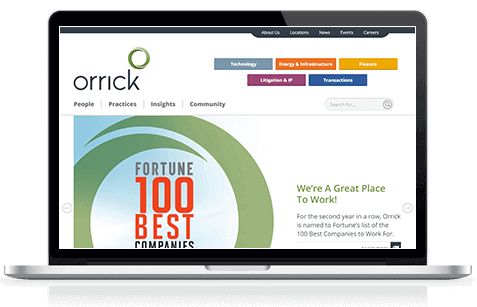 About Us Locations News Events Careers
Technology Energy & Infrastructure Finance
orrick
Litigation & IP Transactions
People Practices Insights Community
Search for...
FORTUNE
100
BEST
COMPANIES
We're A Great Place
To Work!
For the second year in a row, Orrick
is named to Fortune's list of the
100 Best Companies to Work For.